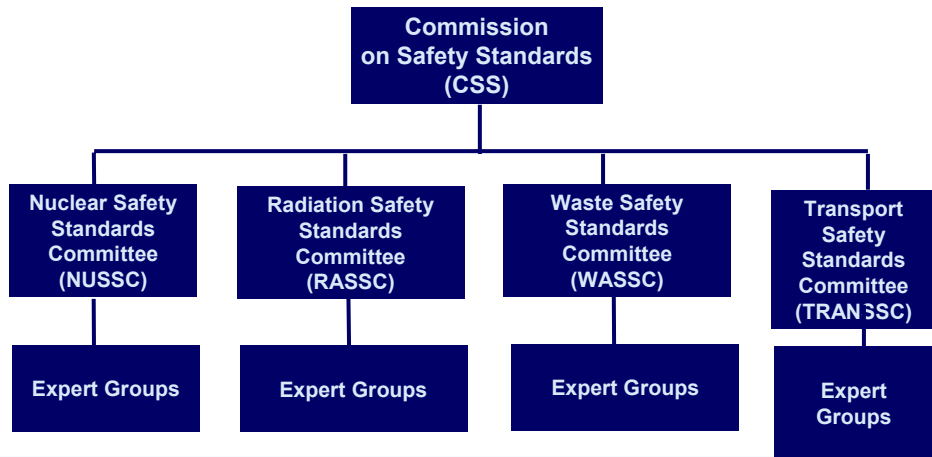 Commission
on Safety Standards
(CSS)
Nuclear Safety
Standards
Committee
(NUSSC)
Radiation Safety
Standards
Committee
(RASSC)
Waste Safety
Standards
Committee
(WASSC)
Transport
Safety
Standards
Committee
(TRANSSC)
Expert Groups
Expert Groups
Expert Groups
Expert
Groups